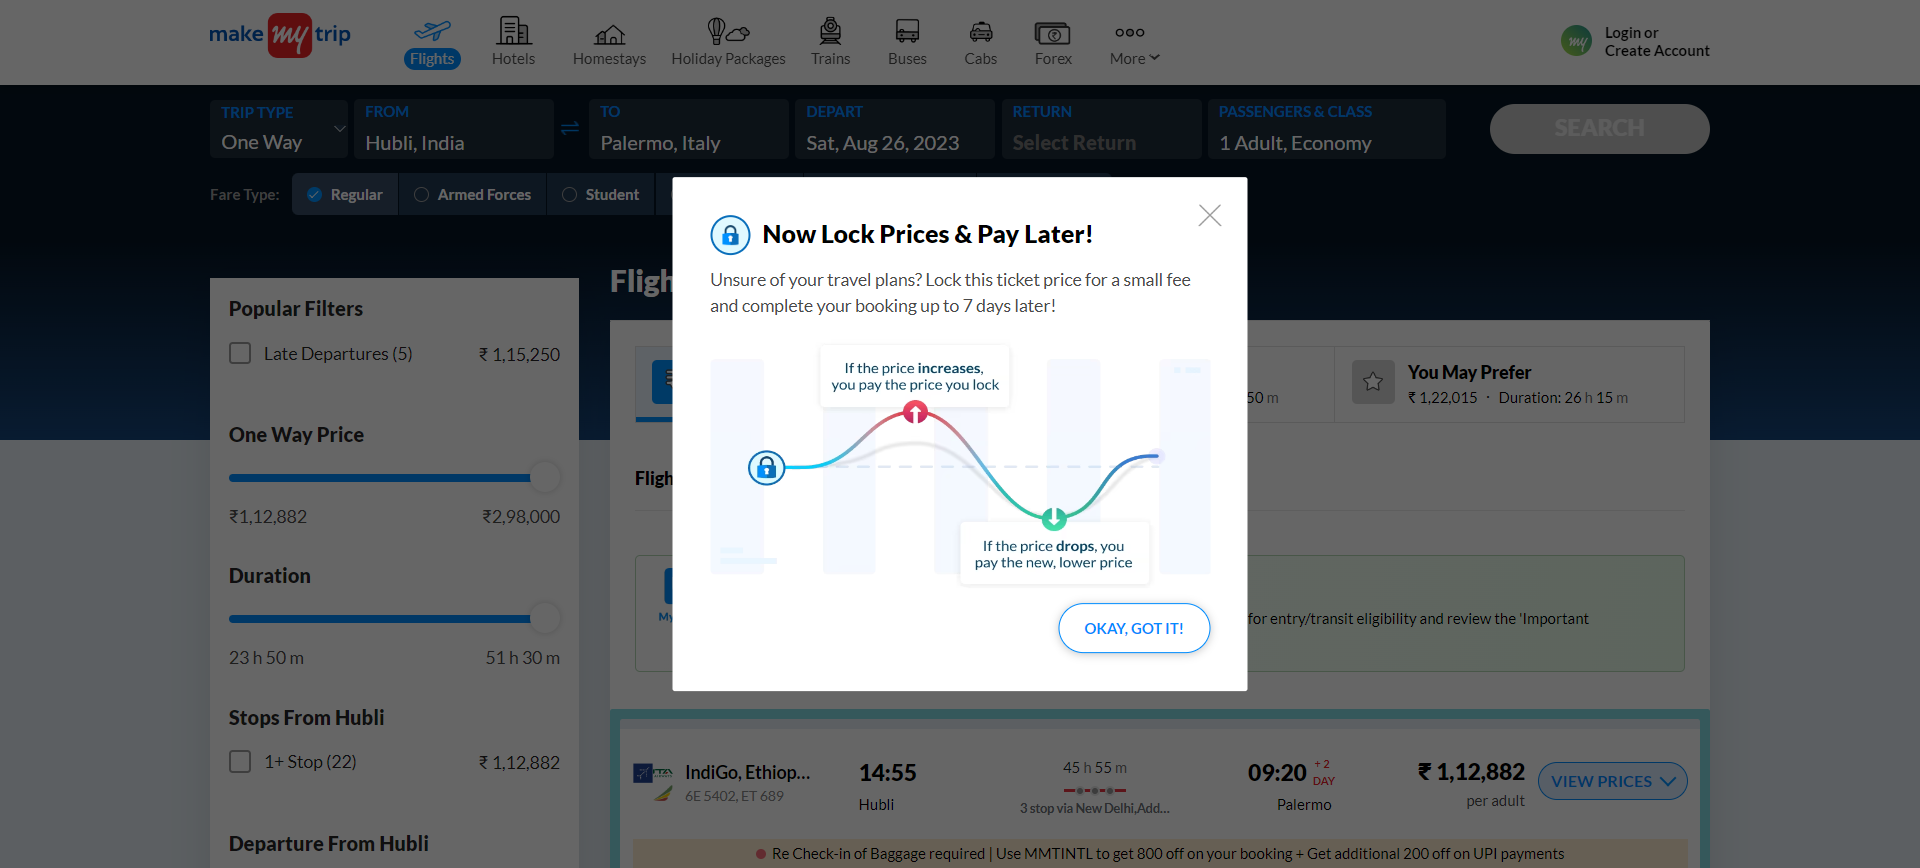 make my trip
Flights
Hotels
Homestays
Holiday Packages
Trains
Buses
Cabs
Forex
More
my
Login or
Create Account
TRIP TYPE
One Way
FROM
Hubli, India
TO
Palermo, Italy
DEPART
Sat, Aug 26, 2023
RETURN
Select Return
PASSENGERS & CLASS
1 Adult, Economy
SEARCH
Fare Type:
Regular
Armed Forces
Student
Now Lock Prices & Pay Later!
Unsure of your travel plans? Lock this ticket price for a small fee
and complete your booking up to 7 days later!
If the price increases,
you pay the price you lock
If the price drops, you
pay the new, lower price
OKAY, GOT IT!
Popular Filters
Late Departures (5) ₹ 1,15,250
One Way Price
₹1,12,882 ₹2,98,000
Duration
23 h 50 m 51 h 30 m
Stops From Hubli
1+ Stop (22) ₹ 1,12,882
Departure From Hubli
Fligh
50 m
You May Prefer
₹ 1,22,015 · Duration: 26 h 15 m
Fligh
My
for entry/transit eligibility and review the 'Important
IndiGo, Ethiop...
6E 5402, ET 689
14:55
Hubli
45 h 55 m
3 stop via New Delhi,Add...
09:20 + 2 DAY
Palermo
₹ 1,12,882
per adult
VIEW PRICES
Re Check-in of Baggage required | Use MMTINTL to get 800 off on your booking + Get additional 200 off on UPI payments